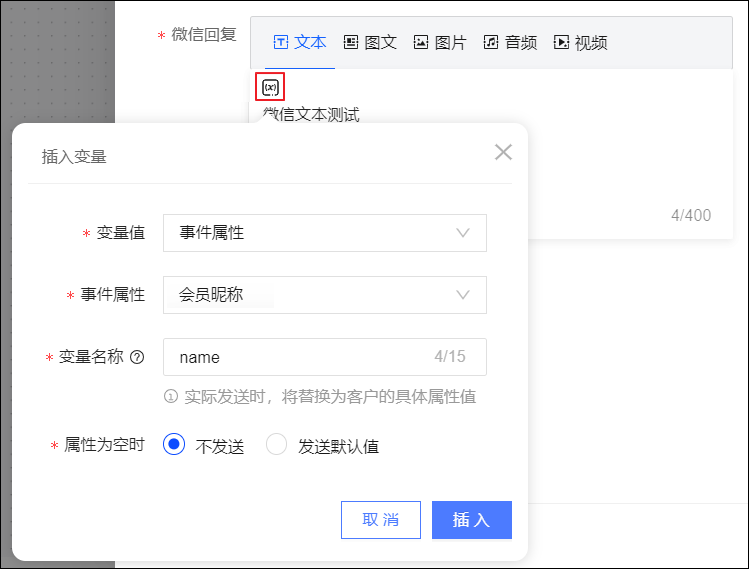 * 微信回复
文本 图文 图片 音频 视频
(x)
微信文本测试
4/400
插入变量
* 变量值 事件属性
* 事件属性 会员昵称
* 变量名称 name 4/15
实际发送时，将替换为客户的具体属性值
* 属性为空时 不发送 发送默认值
取 消 插 入